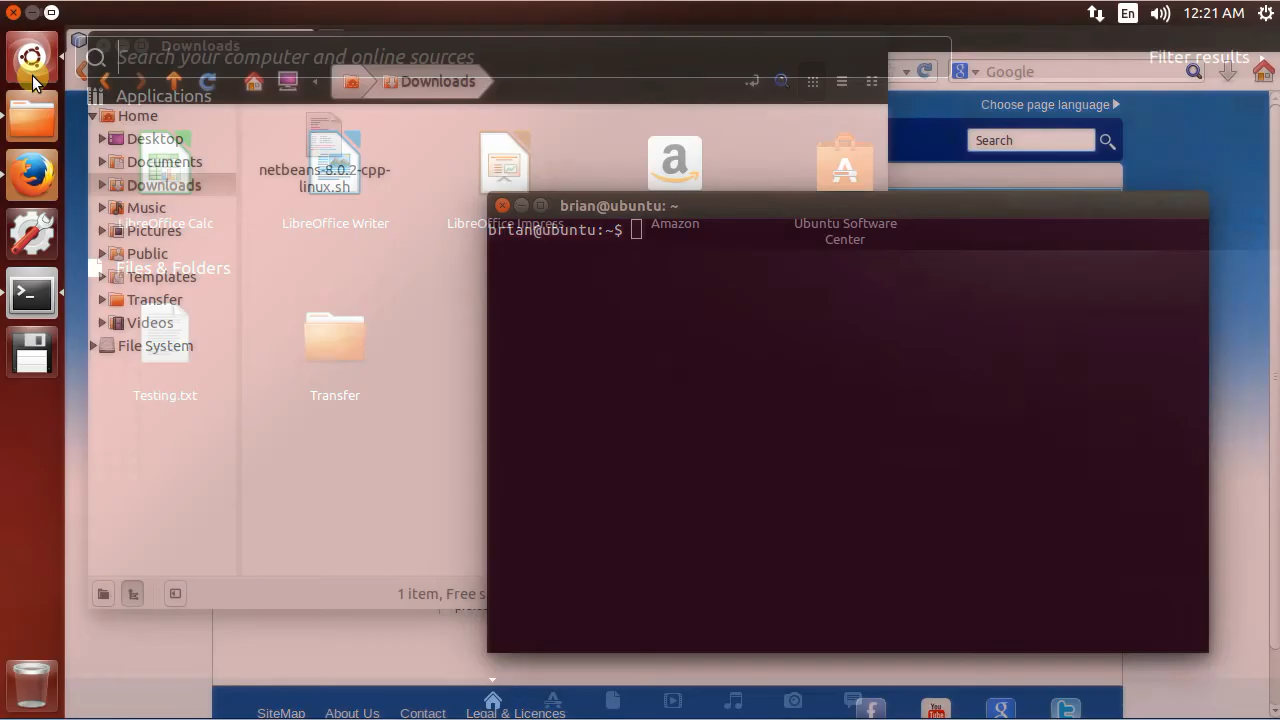 En
12:21 AM
Downloads
Search your computer and online sources
Filter results
Downloads
Google
Applications
Choose page language
Home
Desktop
Documents
Downloads
Music
Pictures
Public
Templates
Transfer
Videos
File System
netbeans-8.0.2-cpp-
linux.sh
Search
LibreOffice Calc
LibreOffice Writer
LibreOffice Impress
Amazon
Ubuntu Software
Center
brian@ubuntu: ~
brian@ubuntu:~$
Files & Folders
Testing.txt
Transfer
1 item, Free s
SiteMap
About Us
Contact
Legal & Licences